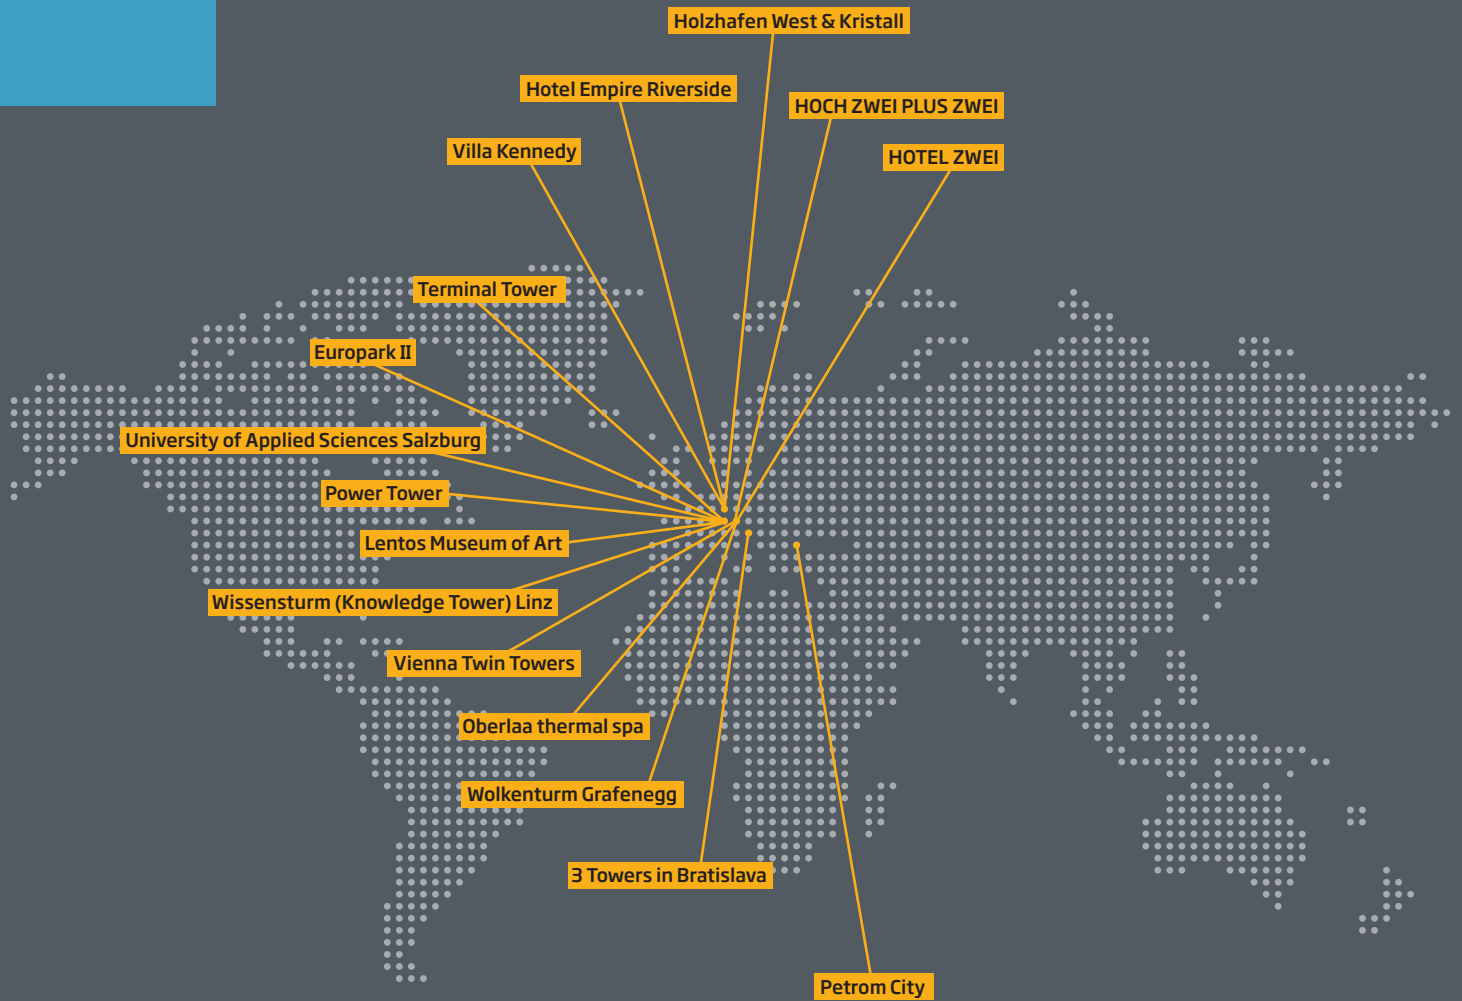 Holzhafen West & Kristall
Hotel Empire Riverside
HOCH ZWEI PLUS ZWEI
Villa Kennedy
HOTEL ZWEI
Terminal Tower
Europark II
University of Applied Sciences Salzburg
Power Tower
Lentos Museum of Art
Wissensturm (Knowledge Tower) Linz
Vienna Twin Towers
Oberlaa thermal spa
Wolkenturm Grafenegg
3 Towers in Bratislava
Petrom City